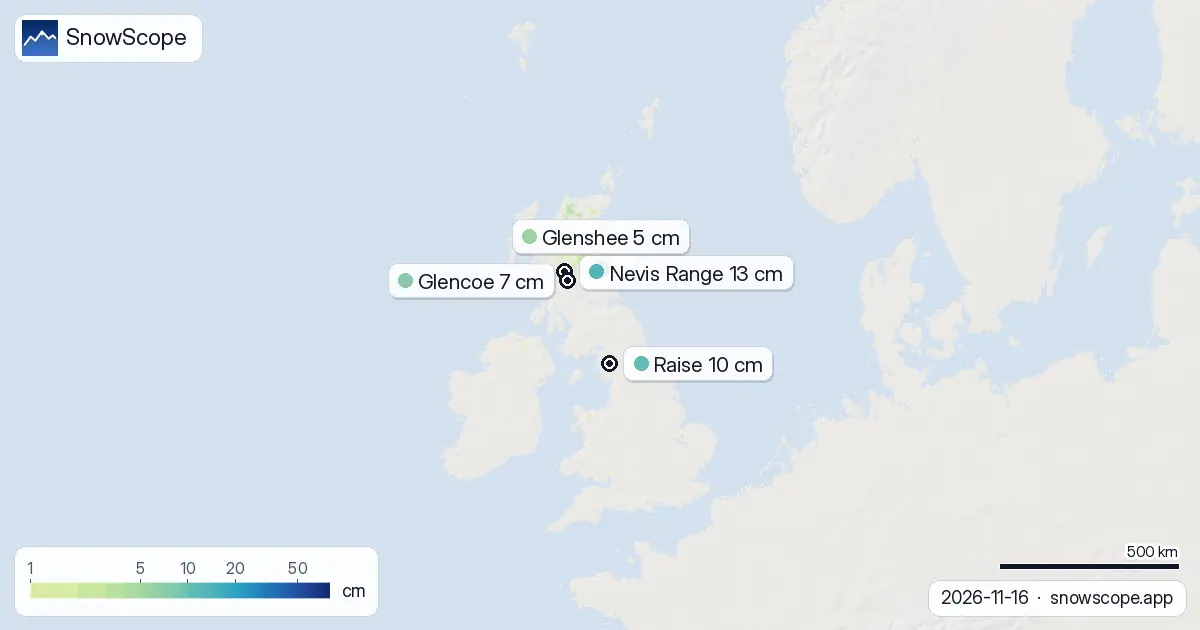 SnowScope
Glenshee 5 cm
Nevis Range 13 cm
Glencoe 7 cm
Raise 10 cm
1 5 10 20 50
cm
500 km
2026-11-16 · snowscope.app